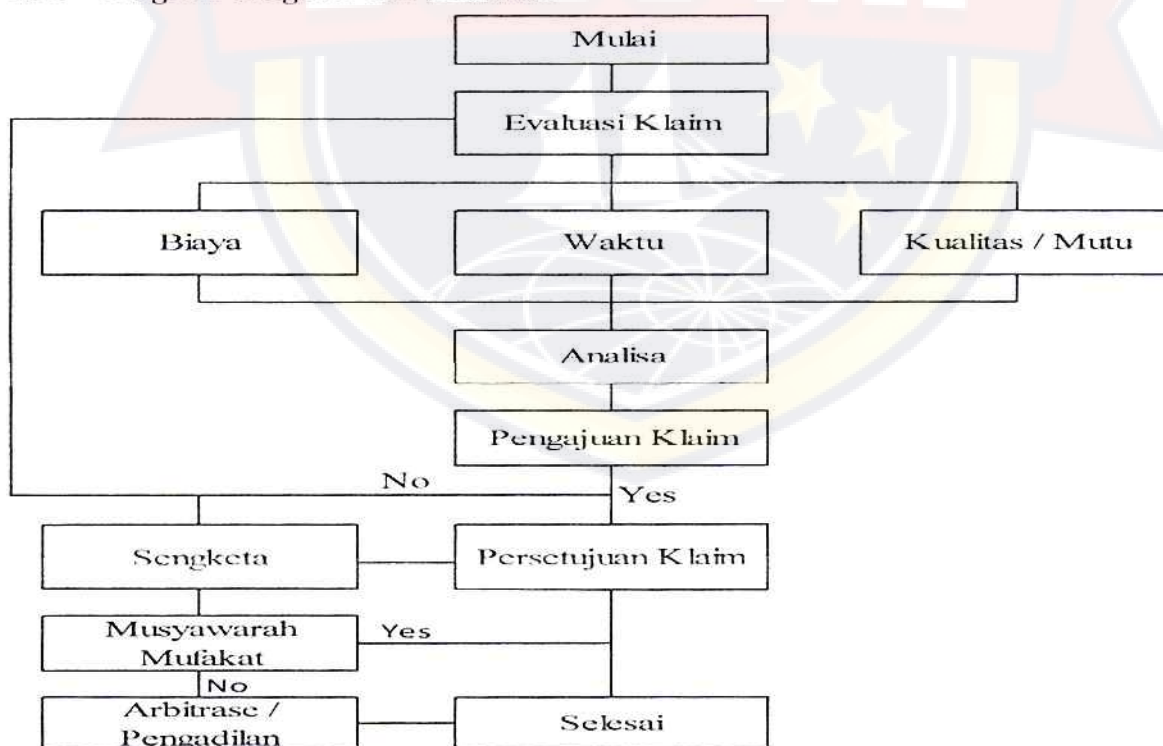 Mulai
Evaluasi Klaim
Biaya
Waktu
Kualitas / Mutu
Analisa
Pengajuan Klaim
No
Yes
Sengketa
Persetujuan Klaim
Musyawarah
Mufakat
Yes
No
Arbitrase /
Pengadilan
Selesai